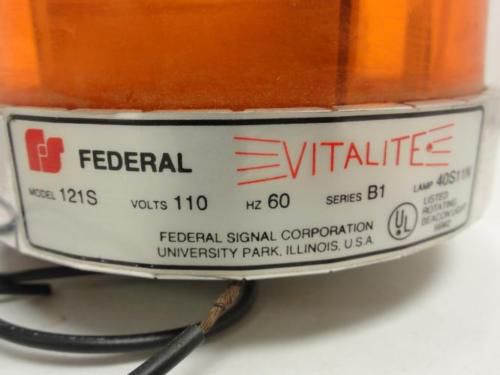 FEDERAL VITALITE
MODEL 121S VOLTS 110 HZ 60 SERIES B1 LAMP 40S11N
FEDERAL SIGNAL CORPORATION
UNIVERSITY PARK, ILLINOIS, U.S.A.
UL
LISTED
ROTATING
BEACON LIGHT